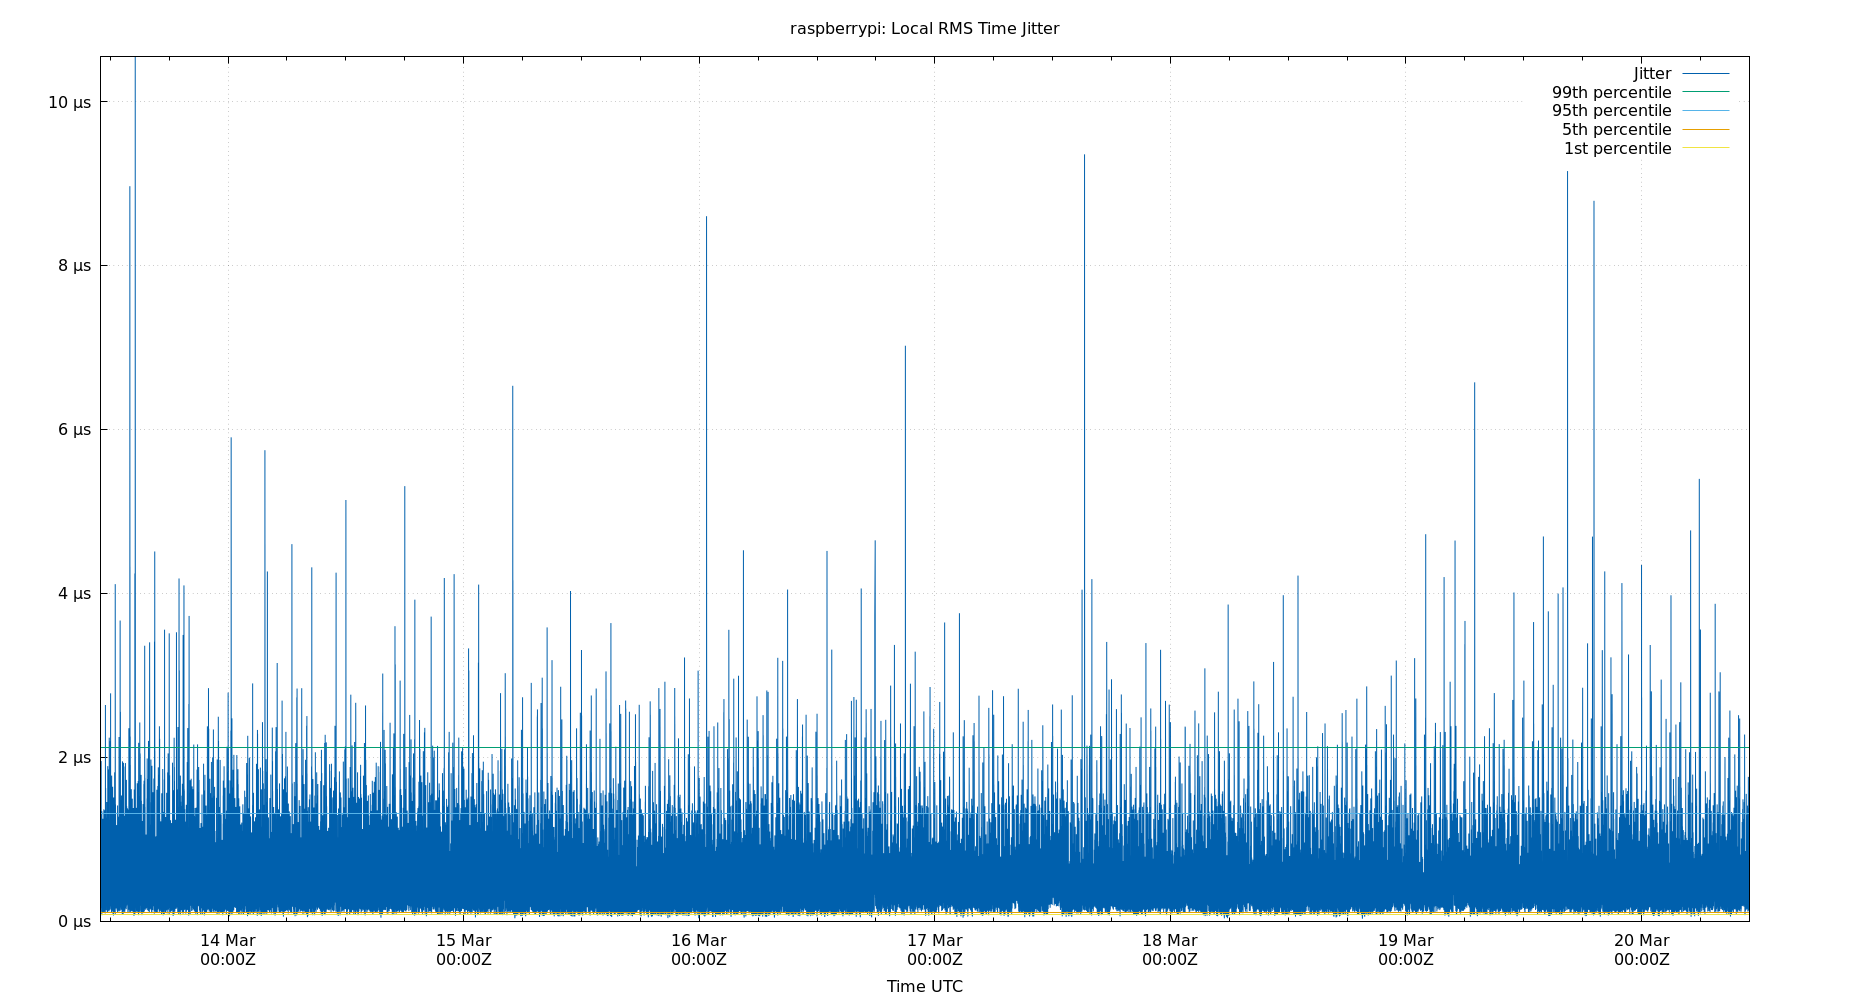 raspberrypi: Local RMS Time Jitter
Jitter
99th percentile
95th percentile
5th percentile
1st percentile
10 µs
8 µs
6 µs
4 µs
2 µs
0 µs
14 Mar 15 Mar 16 Mar 17 Mar 18 Mar 19 Mar 20 Mar
00:00Z 00:00Z 00:00Z 00:00Z 00:00Z 00:00Z 00:00Z
Time UTC